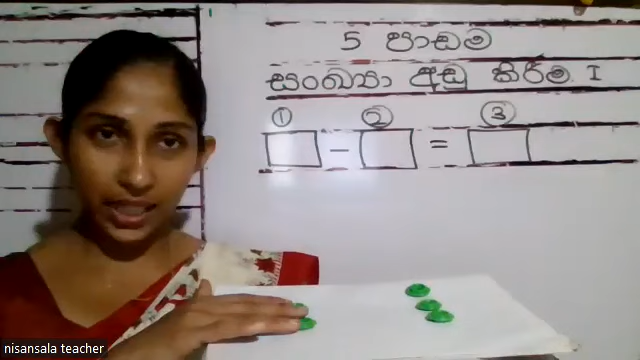 5 පාඩම
සංඛ්‍යා අඩු කිරීම I
① ② ③
– =
nisansala teacher